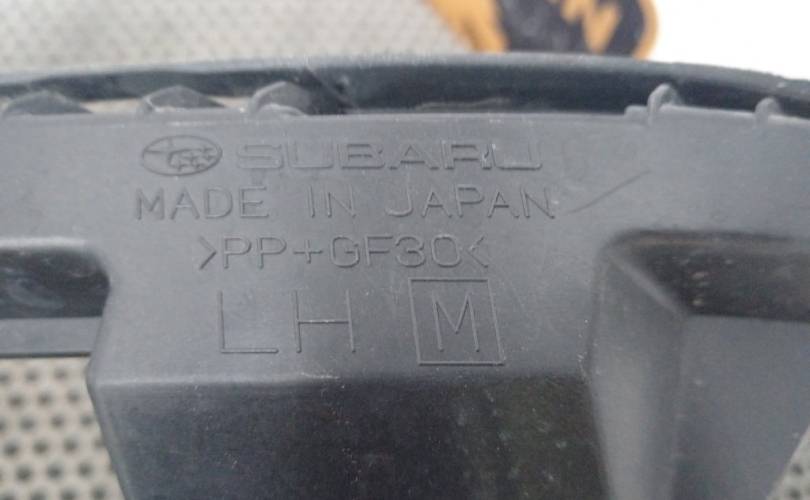 SUBARU
MADE IN JAPAN
>PP+GF30<
LH M